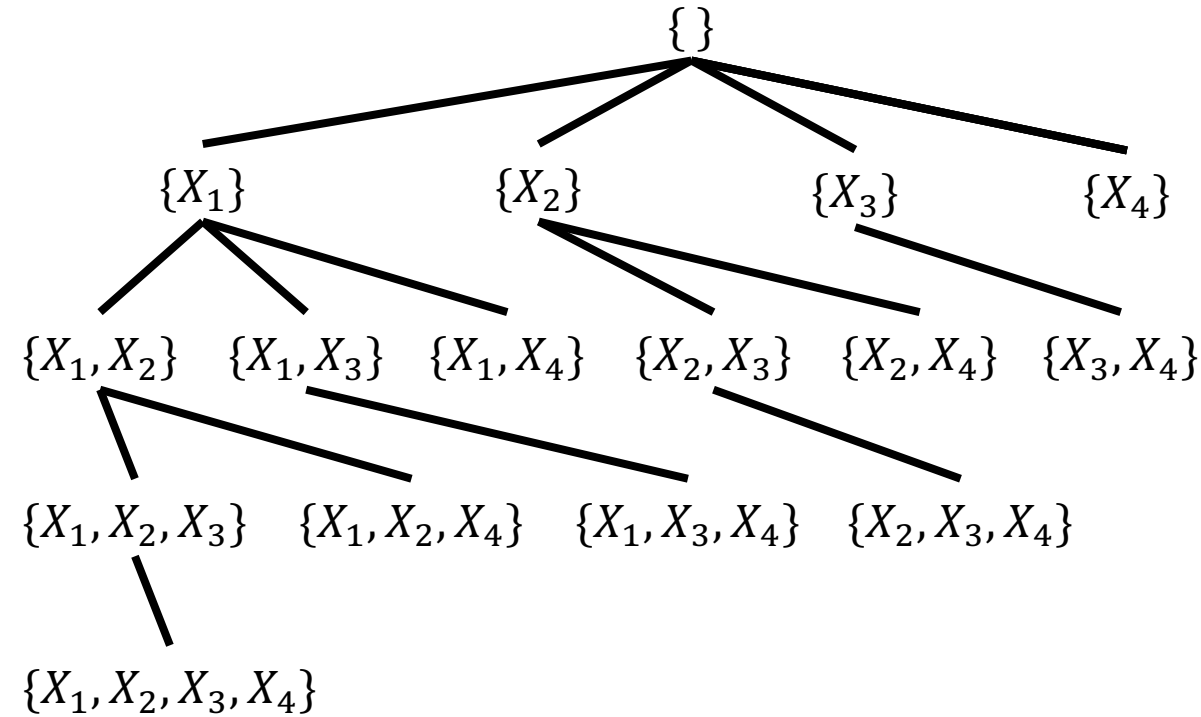 { }
{X₁} {X₂} {X₃} {X₄}
{X₁, X₂} {X₁, X₃} {X₁, X₄} {X₂, X₃} {X₂, X₄} {X₃, X₄}
{X₁, X₂, X₃} {X₁, X₂, X₄} {X₁, X₃, X₄} {X₂, X₃, X₄}
{X₁, X₂, X₃, X₄}